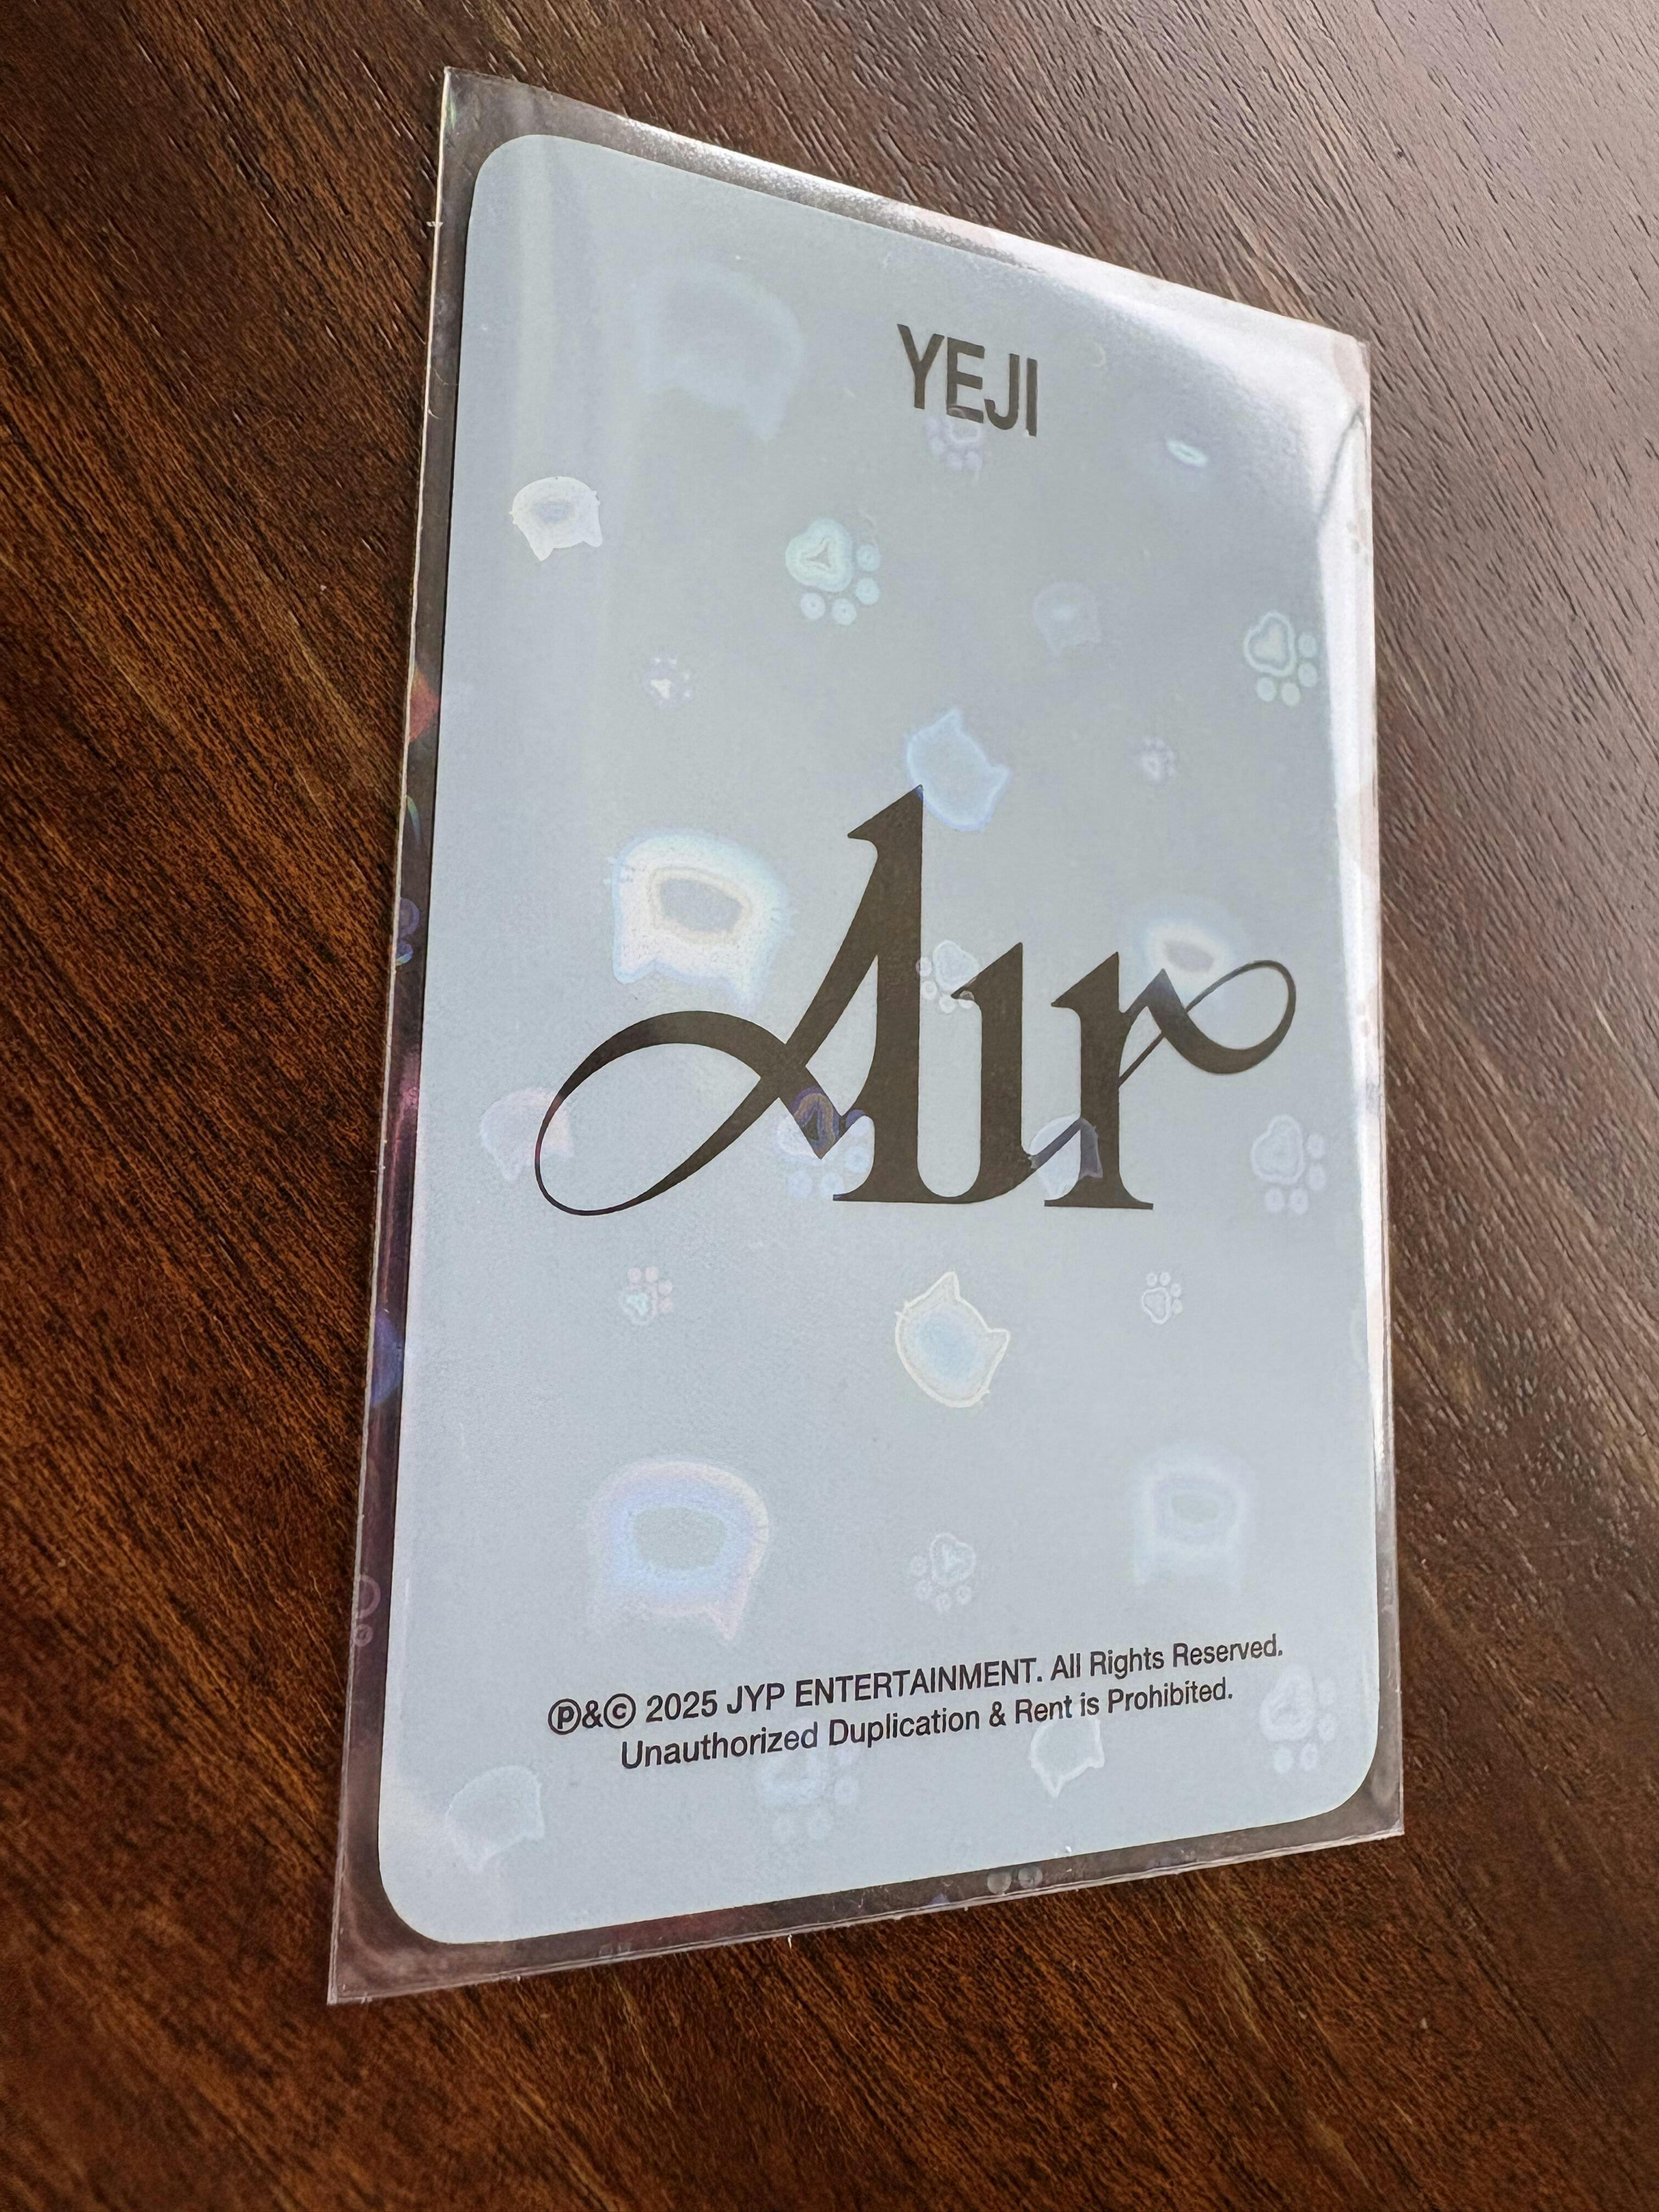 YEJI
Air
Ⓟ&© 2025 JYP ENTERTAINMENT. All Rights Reserved.
Unauthorized Duplication & Rent is Prohibited.